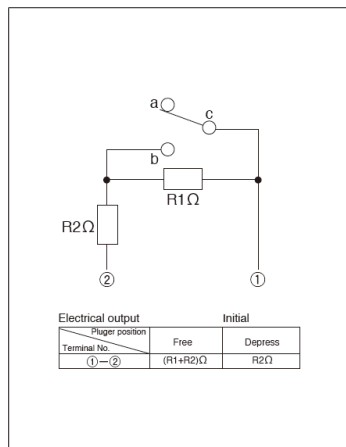 a
c
b
R1Ω
R2Ω
② ①
Electrical output Initial
Pluger position
Terminal No. Free Depress
①—② (R1+R2)Ω R2Ω